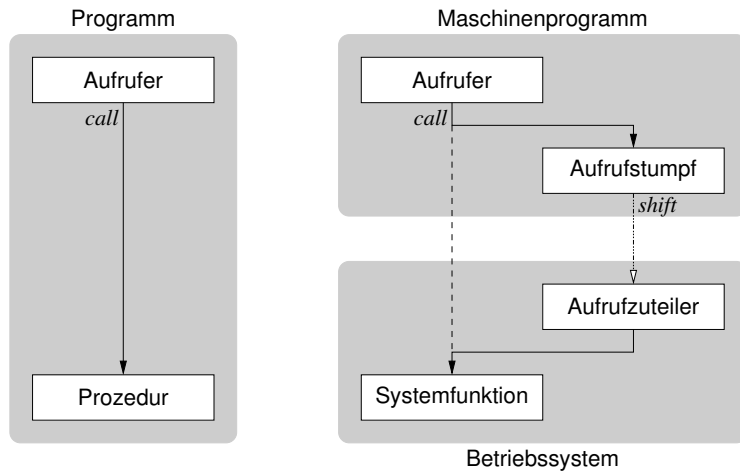 Programm
Aufrufer
call
Prozedur
Maschinenprogramm
Aufrufer
call
Aufrufstumpf
shift
Aufrufzuteiler
Systemfunktion
Betriebssystem